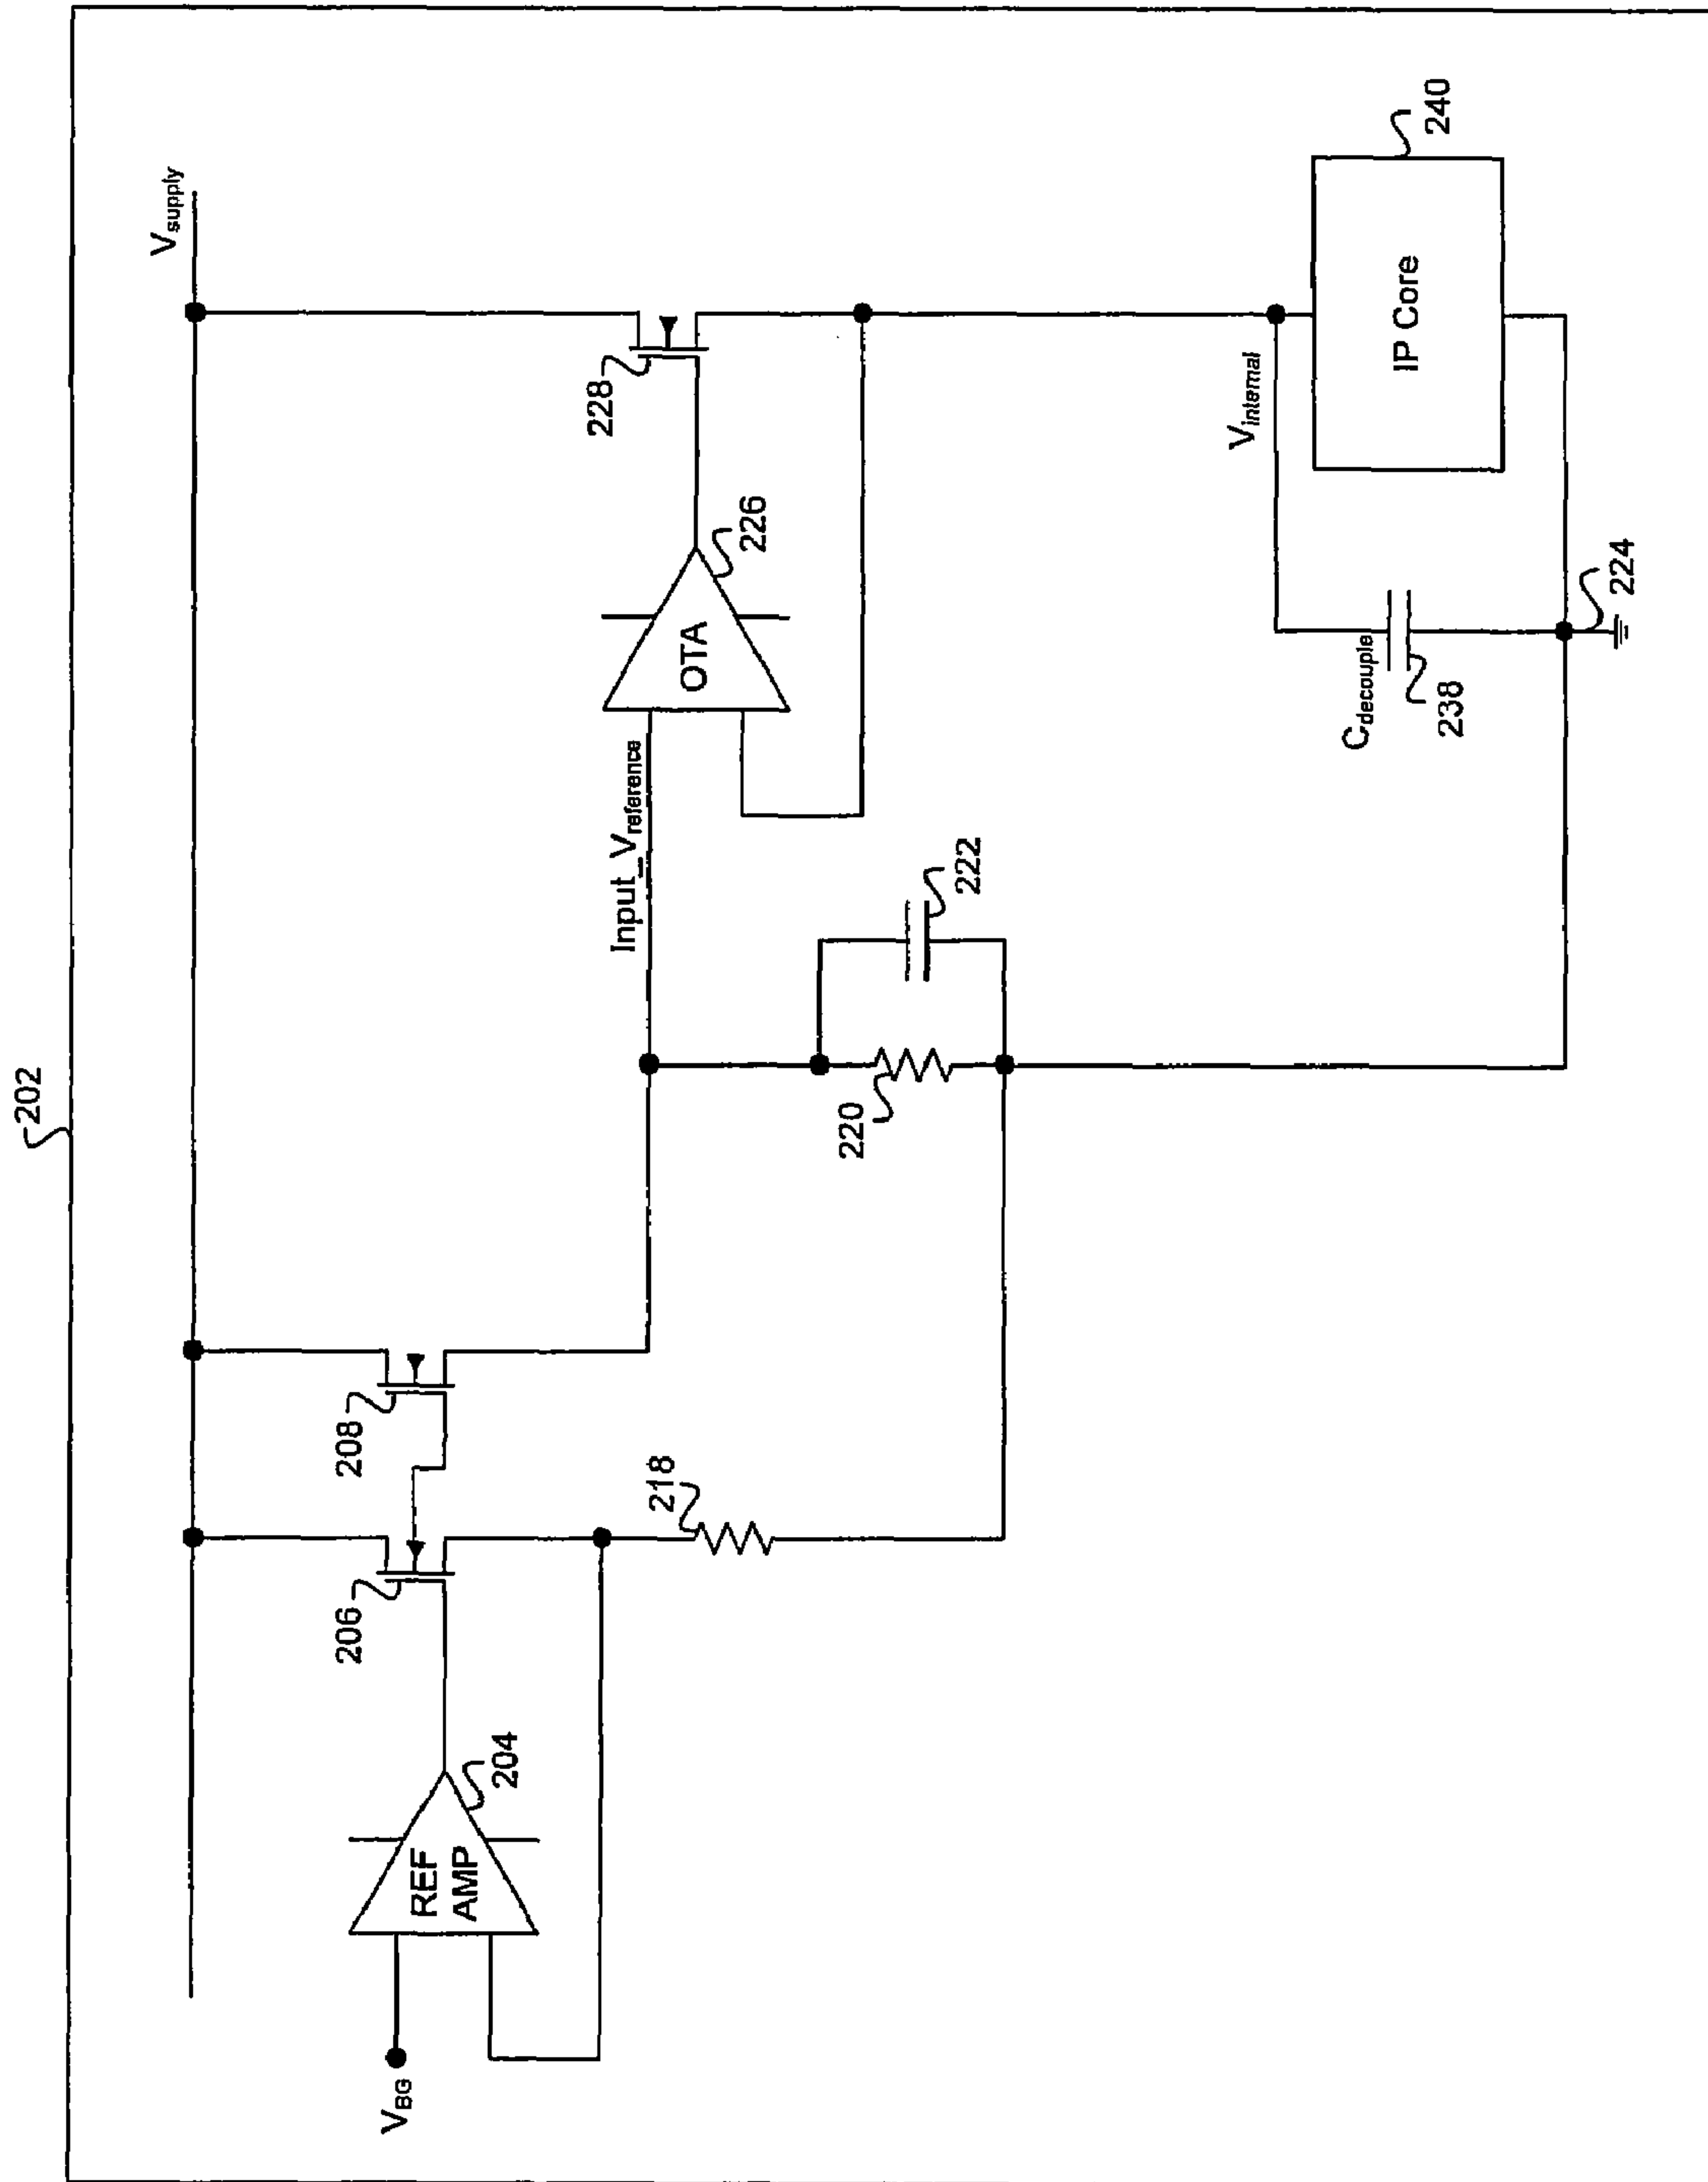 202
V_supply
206
208
228
V_BG
REF
AMP
204
218
Input_V_reference
OTA
226
220
222
V_internal
C_decouple
238
IP Core
240
224